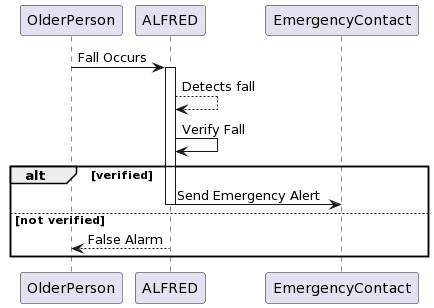 OlderPerson ALFRED EmergencyContact
Fall Occurs
Detects fall
Verify Fall
alt [verified]
Send Emergency Alert
[not verified]
False Alarm
OlderPerson ALFRED EmergencyContact